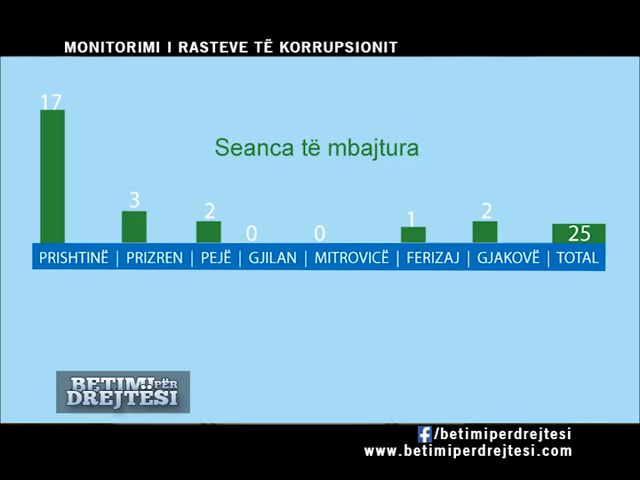 MONITORIMI I RASTEVE TË KORRUPSIONIT
Seanca të mbajtura
17
3
2
0
0
1
2
25
PRISHTINË | PRIZREN | PEJË | GJILAN | MITROVICË | FERIZAJ | GJAKOVË | TOTAL
BETIMI PËR
DREJTËSI
f/betimiperdrejtesi
www.betimiperdrejtesi.com